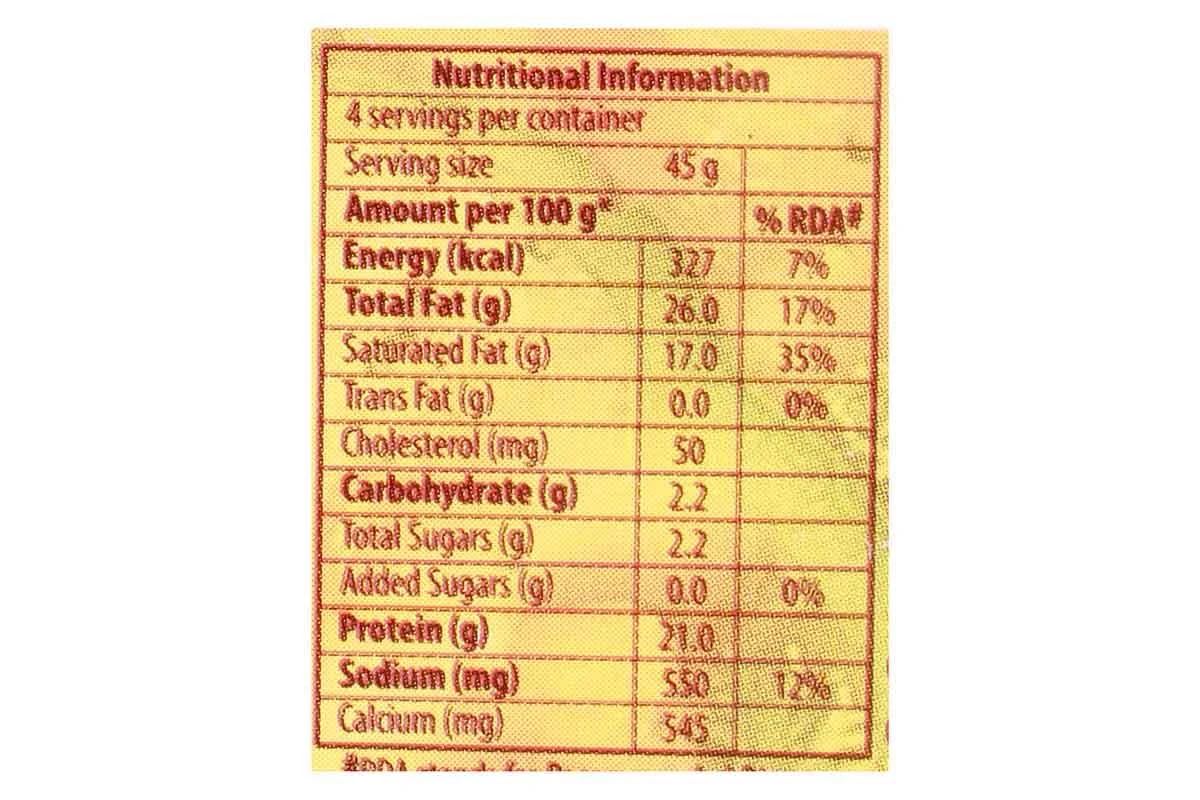 Nutritional Information
4 servings per container
Serving size 45 g
Amount per 100 g* % RDA#
Energy (kcal) 327 7%
Total Fat (g) 26.0 17%
Saturated Fat (g) 17.0 35%
Trans Fat (g) 0.0 0%
Cholesterol (mg) 50
Carbohydrate (g) 2.2
Total Sugars (g) 2.2
Added Sugars (g) 0.0 0%
Protein (g) 21.0
Sodium (mg) 550 12%
Calcium (mg) 545
#RDA stands for